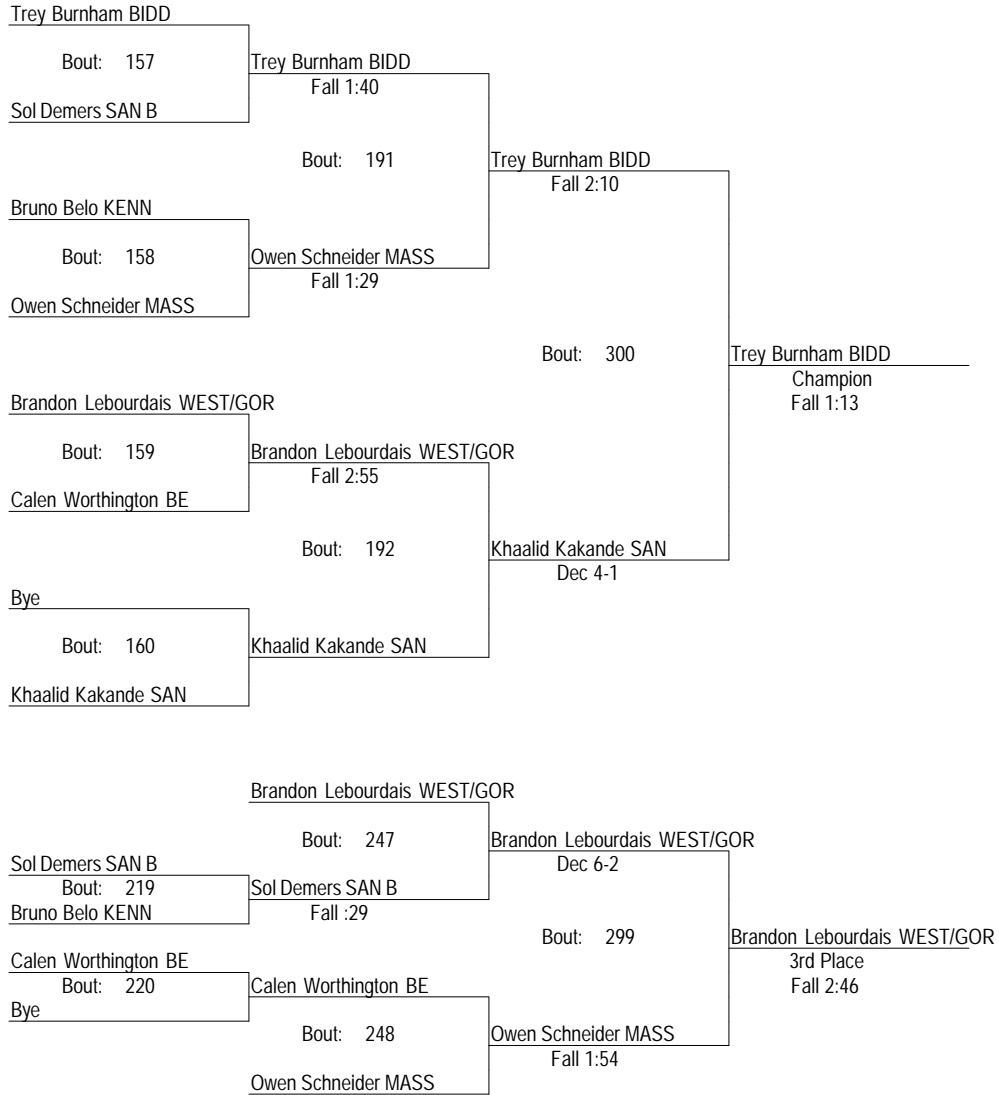 Trey Burnham BIDD
Bout: 157
Trey Burnham BIDD
Fall 1:40
Sol Demers SAN B
Bout: 191
Trey Burnham BIDD
Fall 2:10
Bruno Belo KENN
Bout: 158
Owen Schneider MASS
Fall 1:29
Owen Schneider MASS
Bout: 300
Trey Burnham BIDD
Champion
Fall 1:13
Brandon Lebourdais WEST/GOR
Bout: 159
Brandon Lebourdais WEST/GOR
Fall 2:55
Calen Worthington BE
Bout: 192
Khaalid Kakande SAN
Dec 4-1
Bye
Bout: 160
Khaalid Kakande SAN
Khaalid Kakande SAN
Brandon Lebourdais WEST/GOR
Bout: 247
Brandon Lebourdais WEST/GOR
Dec 6-2
Sol Demers SAN B
Bout: 219
Sol Demers SAN B
Fall :29
Bruno Belo KENN
Bout: 299
Brandon Lebourdais WEST/GOR
3rd Place
Fall 2:46
Calen Worthington BE
Bout: 220
Calen Worthington BE
Bye
Bout: 248
Owen Schneider MASS
Fall 1:54
Owen Schneider MASS